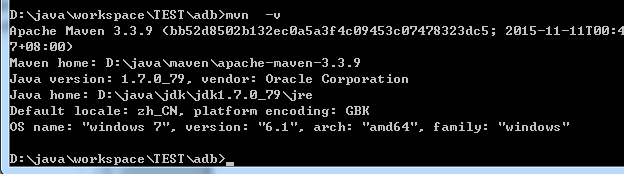 D:\java\workspace\TEST\adb>mvn  -v
Apache Maven 3.3.9 (bb52d8502b132ec0a5a3f4c09453c07478323dc5; 2015-11-11T00:4
7+08:00)
Maven home: D:\java\maven\apache-maven-3.3.9
Java version: 1.7.0_79, vendor: Oracle Corporation
Java home: D:\java\jdk\jdk1.7.0_79\jre
Default locale: zh_CN, platform encoding: GBK
OS name: "windows 7", version: "6.1", arch: "amd64", family: "windows"
D:\java\workspace\TEST\adb>